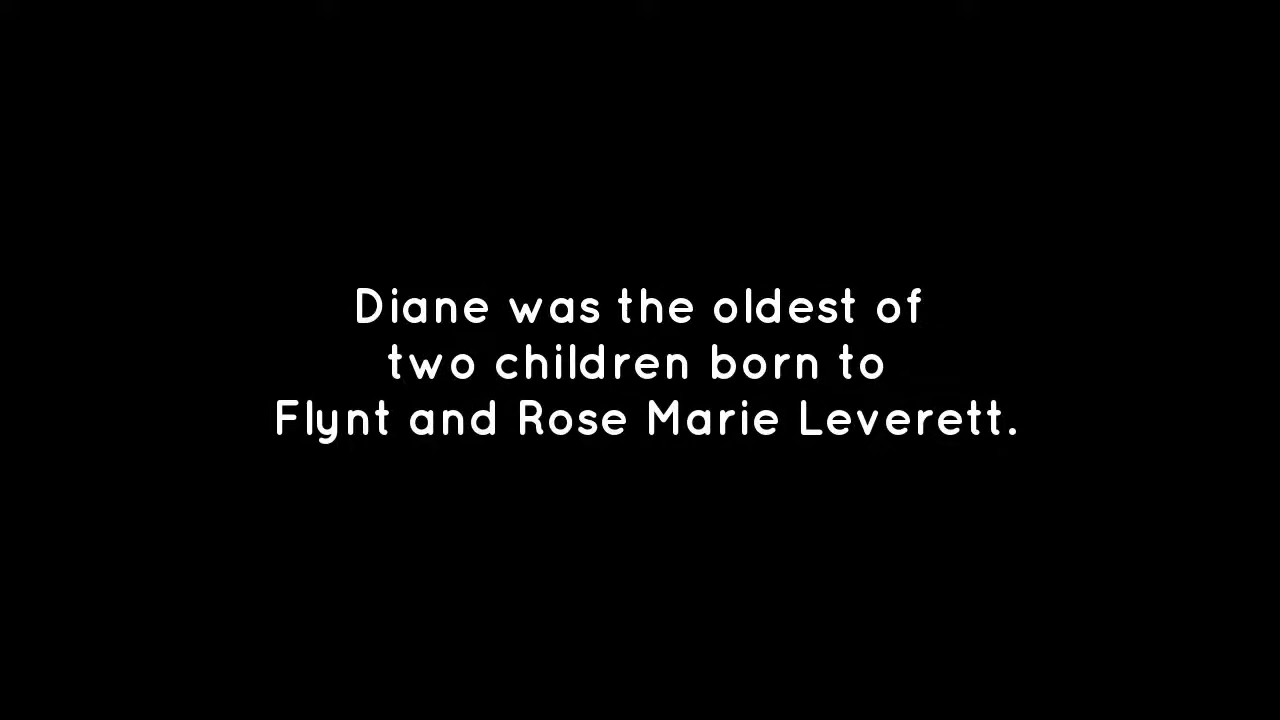 Diane was the oldest of
two children born to
Flynt and Rose Marie Leverett.